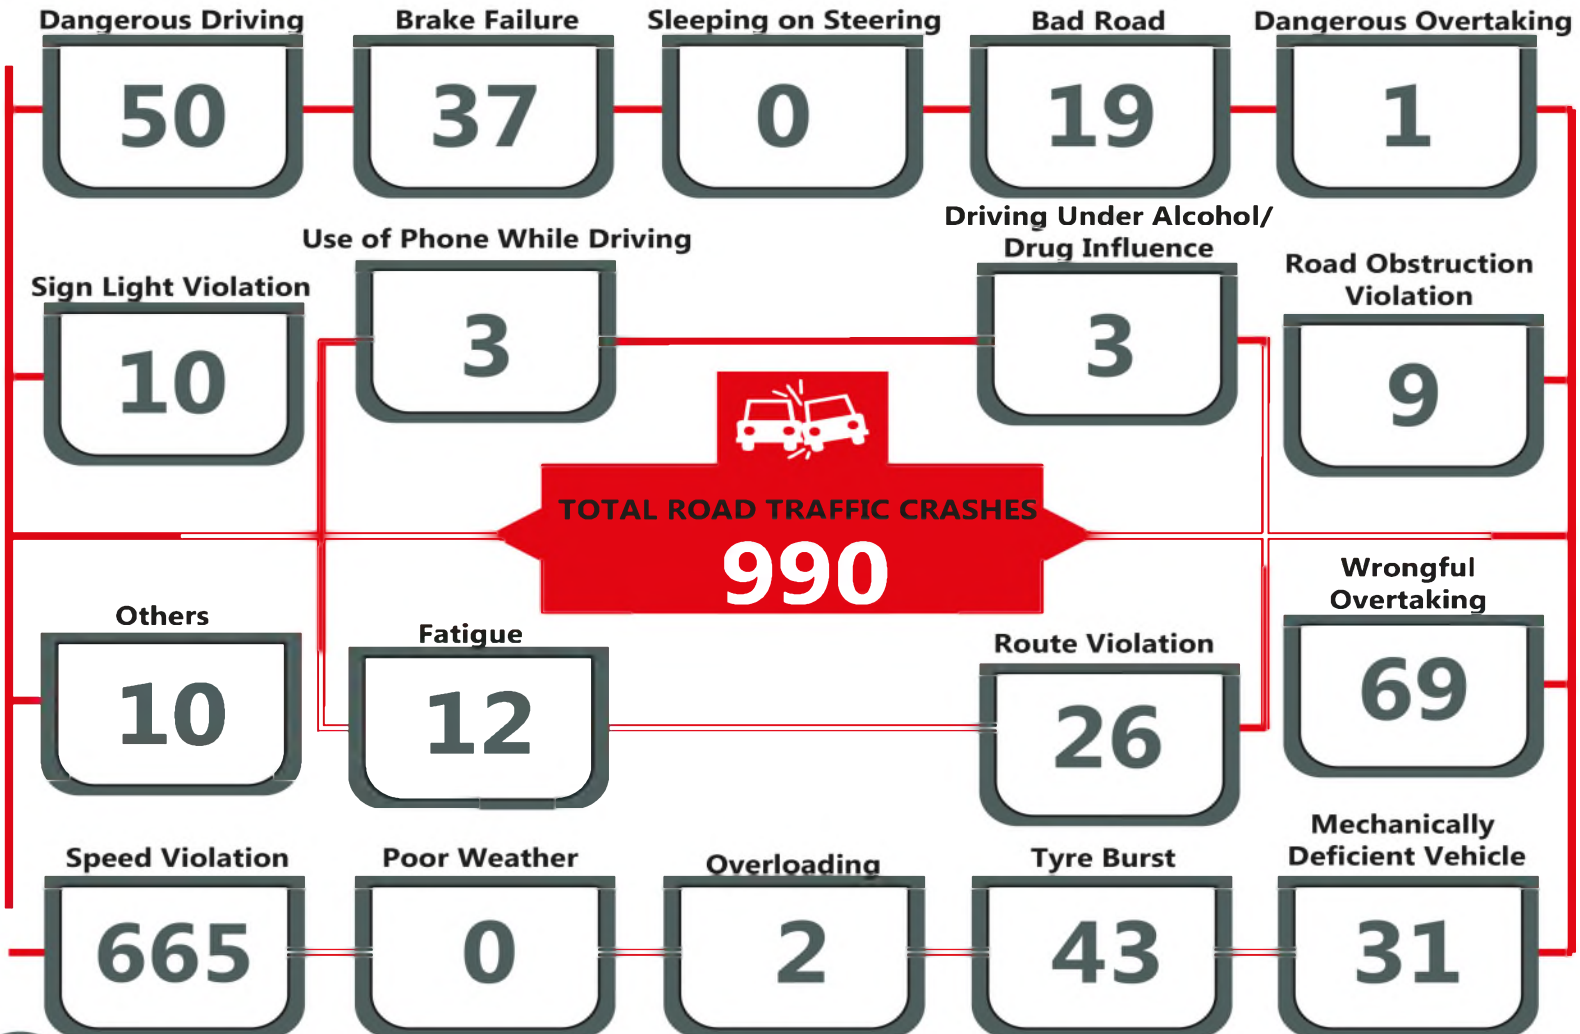 Dangerous Driving
50
Brake Failure
37
Sleeping on Steering
0
Bad Road
19
Dangerous Overtaking
1
Sign Light Violation
10
Use of Phone While Driving
3
Driving Under Alcohol/
Drug Influence
3
Road Obstruction
Violation
9
TOTAL ROAD TRAFFIC CRASHES
990
Others
10
Fatigue
12
Route Violation
26
Wrongful
Overtaking
69
Speed Violation
665
Poor Weather
0
Overloading
2
Tyre Burst
43
Mechanically
Deficient Vehicle
31